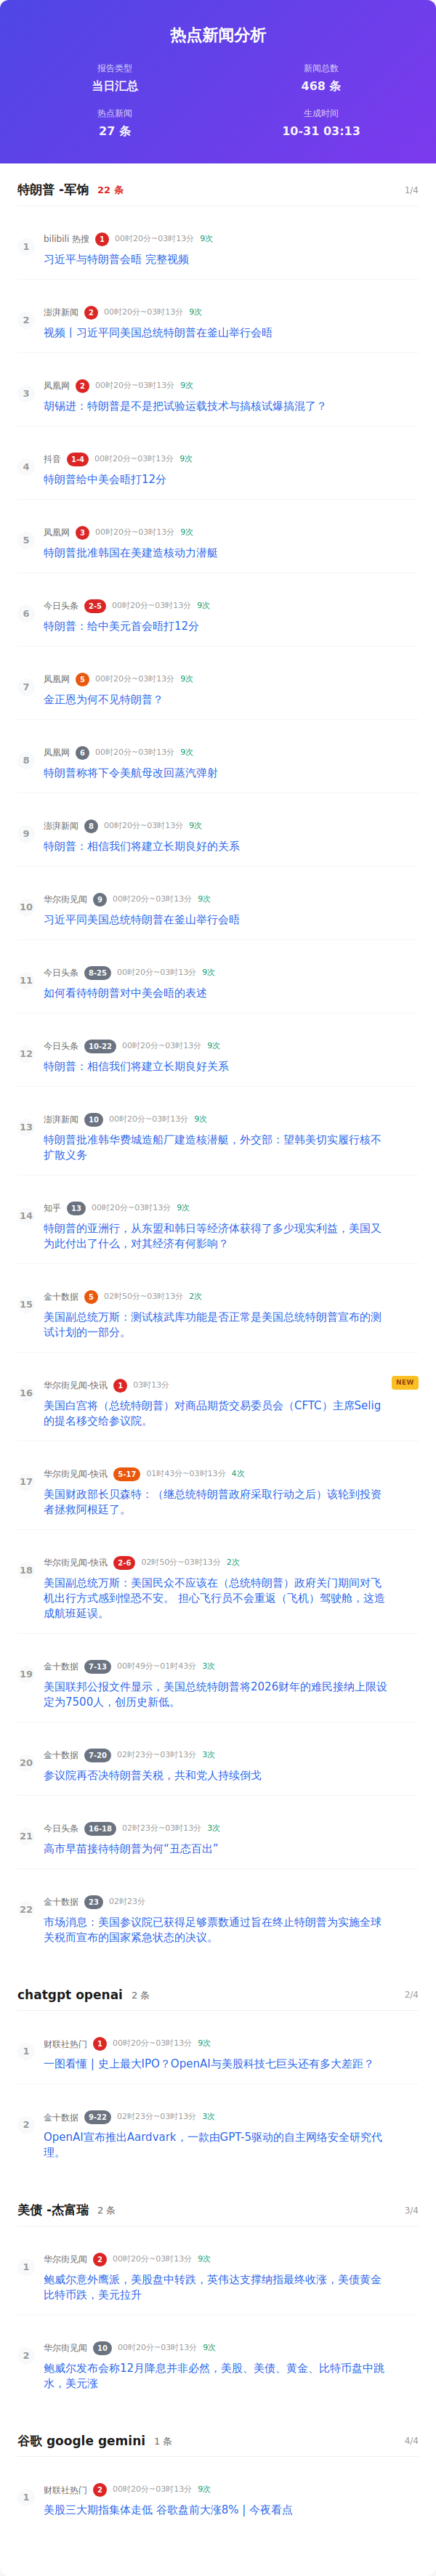 热点新闻分析
报告类型
当日汇总
新闻总数
468 条
热点新闻
27 条
生成时间
10-31 03:13
特朗普 -军饷 22 条 1/4
1
bilibili 热搜 1 00时20分~03时13分 9次
习近平与特朗普会晤 完整视频
2
澎湃新闻 2 00时20分~03时13分 9次
视频丨习近平同美国总统特朗普在釜山举行会晤
3
凤凰网 2 00时20分~03时13分 9次
胡锡进：特朗普是不是把试验运载技术与搞核试爆搞混了？
4
抖音 1-4 00时20分~03时13分 9次
特朗普给中美会晤打12分
5
凤凰网 3 00时20分~03时13分 9次
特朗普批准韩国在美建造核动力潜艇
6
今日头条 2-5 00时20分~03时13分 9次
特朗普：给中美元首会晤打12分
7
凤凰网 5 00时20分~03时13分 9次
金正恩为何不见特朗普？
8
凤凰网 6 00时20分~03时13分 9次
特朗普称将下令美航母改回蒸汽弹射
9
澎湃新闻 8 00时20分~03时13分 9次
特朗普：相信我们将建立长期良好的关系
10
华尔街见闻 9 00时20分~03时13分 9次
习近平同美国总统特朗普在釜山举行会晤
11
今日头条 8-25 00时20分~03时13分 9次
如何看待特朗普对中美会晤的表述
12
今日头条 10-22 00时20分~03时13分 9次
特朗普：相信我们将建立长期良好关系
13
澎湃新闻 10 00时20分~03时13分 9次
特朗普批准韩华费城造船厂建造核潜艇，外交部：望韩美切实履行核不
扩散义务
14
知乎 13 00时20分~03时13分 9次
特朗普的亚洲行，从东盟和韩日等经济体获得了多少现实利益，美国又
为此付出了什么，对其经济有何影响？
15
金十数据 5 02时50分~03时13分 2次
美国副总统万斯：测试核武库功能是否正常是美国总统特朗普宣布的测
试计划的一部分。
16
华尔街见闻-快讯 1 03时13分
NEW
美国白宫将（总统特朗普）对商品期货交易委员会（CFTC）主席Selig
的提名移交给参议院。
17
华尔街见闻-快讯 5-17 01时43分~03时13分 4次
美国财政部长贝森特：（继总统特朗普政府采取行动之后）该轮到投资
者拯救阿根廷了。
18
华尔街见闻-快讯 2-6 02时50分~03时13分 2次
美国副总统万斯：美国民众不应该在（总统特朗普）政府关门期间对飞
机出行方式感到惶恐不安。 担心飞行员不会重返（飞机）驾驶舱，这造
成航班延误。
19
金十数据 7-13 00时49分~01时43分 3次
美国联邦公报文件显示，美国总统特朗普将2026财年的难民接纳上限设
定为7500人，创历史新低。
20
金十数据 7-20 02时23分~03时13分 3次
参议院再否决特朗普关税，共和党人持续倒戈
21
今日头条 16-18 02时23分~03时13分 3次
高市早苗接待特朗普为何“丑态百出”
22
金十数据 23 02时23分
市场消息：美国参议院已获得足够票数通过旨在终止特朗普为实施全球
关税而宣布的国家紧急状态的决议。
chatgpt openai 2 条 2/4
1
财联社热门 1 00时20分~03时13分 9次
一图看懂 | 史上最大IPO？OpenAI与美股科技七巨头还有多大差距？
2
金十数据 9-22 02时23分~03时13分 3次
OpenAI宣布推出Aardvark，一款由GPT-5驱动的自主网络安全研究代
理。
美债 -杰富瑞 2 条 3/4
1
华尔街见闻 2 00时20分~03时13分 9次
鲍威尔意外鹰派，美股盘中转跌，英伟达支撑纳指最终收涨，美债黄金
比特币跌，美元拉升
2
华尔街见闻 10 00时20分~03时13分 9次
鲍威尔发布会称12月降息并非必然，美股、美债、黄金、比特币盘中跳
水，美元涨
谷歌 google gemini 1 条 4/4
1
财联社热门 2 00时20分~03时13分 9次
美股三大期指集体走低 谷歌盘前大涨8% | 今夜看点